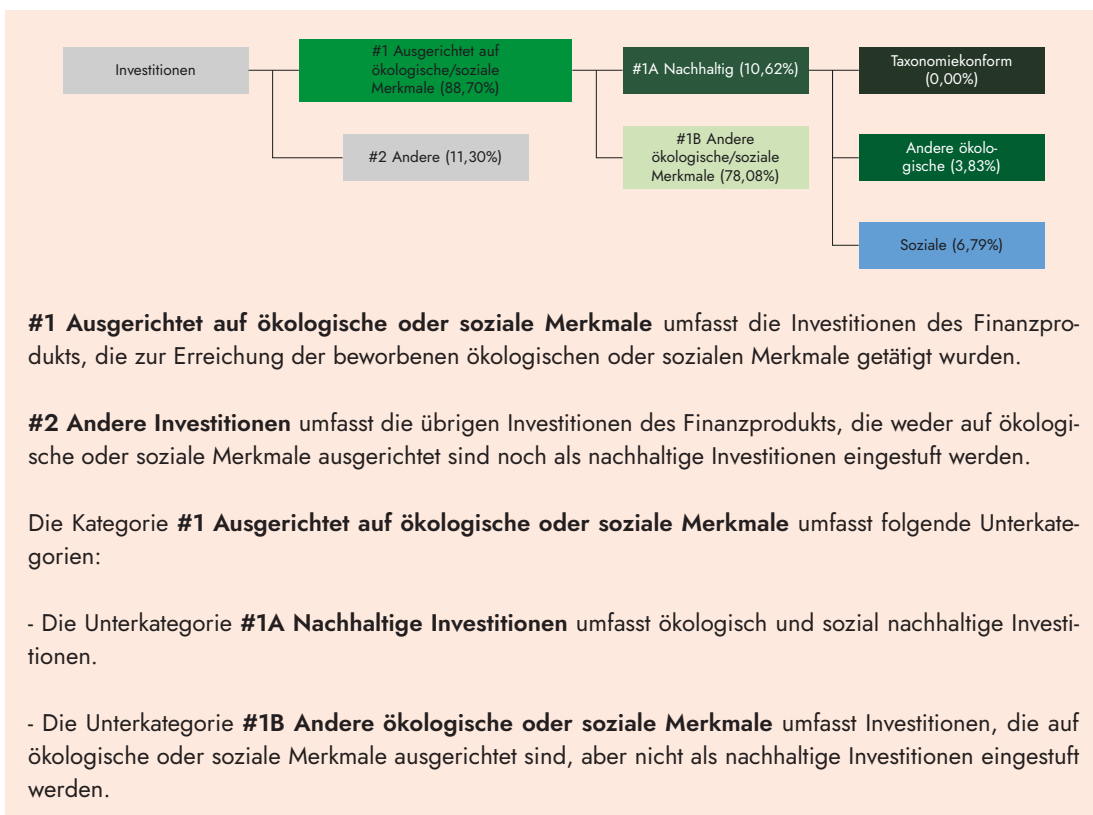 Investitionen
#1 Ausgerichtet auf
ökologische/soziale
Merkmale (88,70%)
#2 Andere (11,30%)
#1A Nachhaltig (10,62%)
#1B Andere
ökologische/soziale
Merkmale (78,08%)
Taxonomiekonform
(0,00%)
Andere ökolo-
gische (3,83%)
Soziale (6,79%)
#1 Ausgerichtet auf ökologische oder soziale Merkmale umfasst die Investitionen des Finanzpro-
dukts, die zur Erreichung der beworbenen ökologischen oder sozialen Merkmale getätigt wurden.
#2 Andere Investitionen umfasst die übrigen Investitionen des Finanzprodukts, die weder auf ökologi-
sche oder soziale Merkmale ausgerichtet sind noch als nachhaltige Investitionen eingestuft werden.
Die Kategorie #1 Ausgerichtet auf ökologische oder soziale Merkmale umfasst folgende Unterkate-
gorien:
- Die Unterkategorie #1A Nachhaltige Investitionen umfasst ökologisch und sozial nachhaltige Investi-
tionen.
- Die Unterkategorie #1B Andere ökologische oder soziale Merkmale umfasst Investitionen, die auf
ökologische oder soziale Merkmale ausgerichtet sind, aber nicht als nachhaltige Investitionen eingestuft
werden.